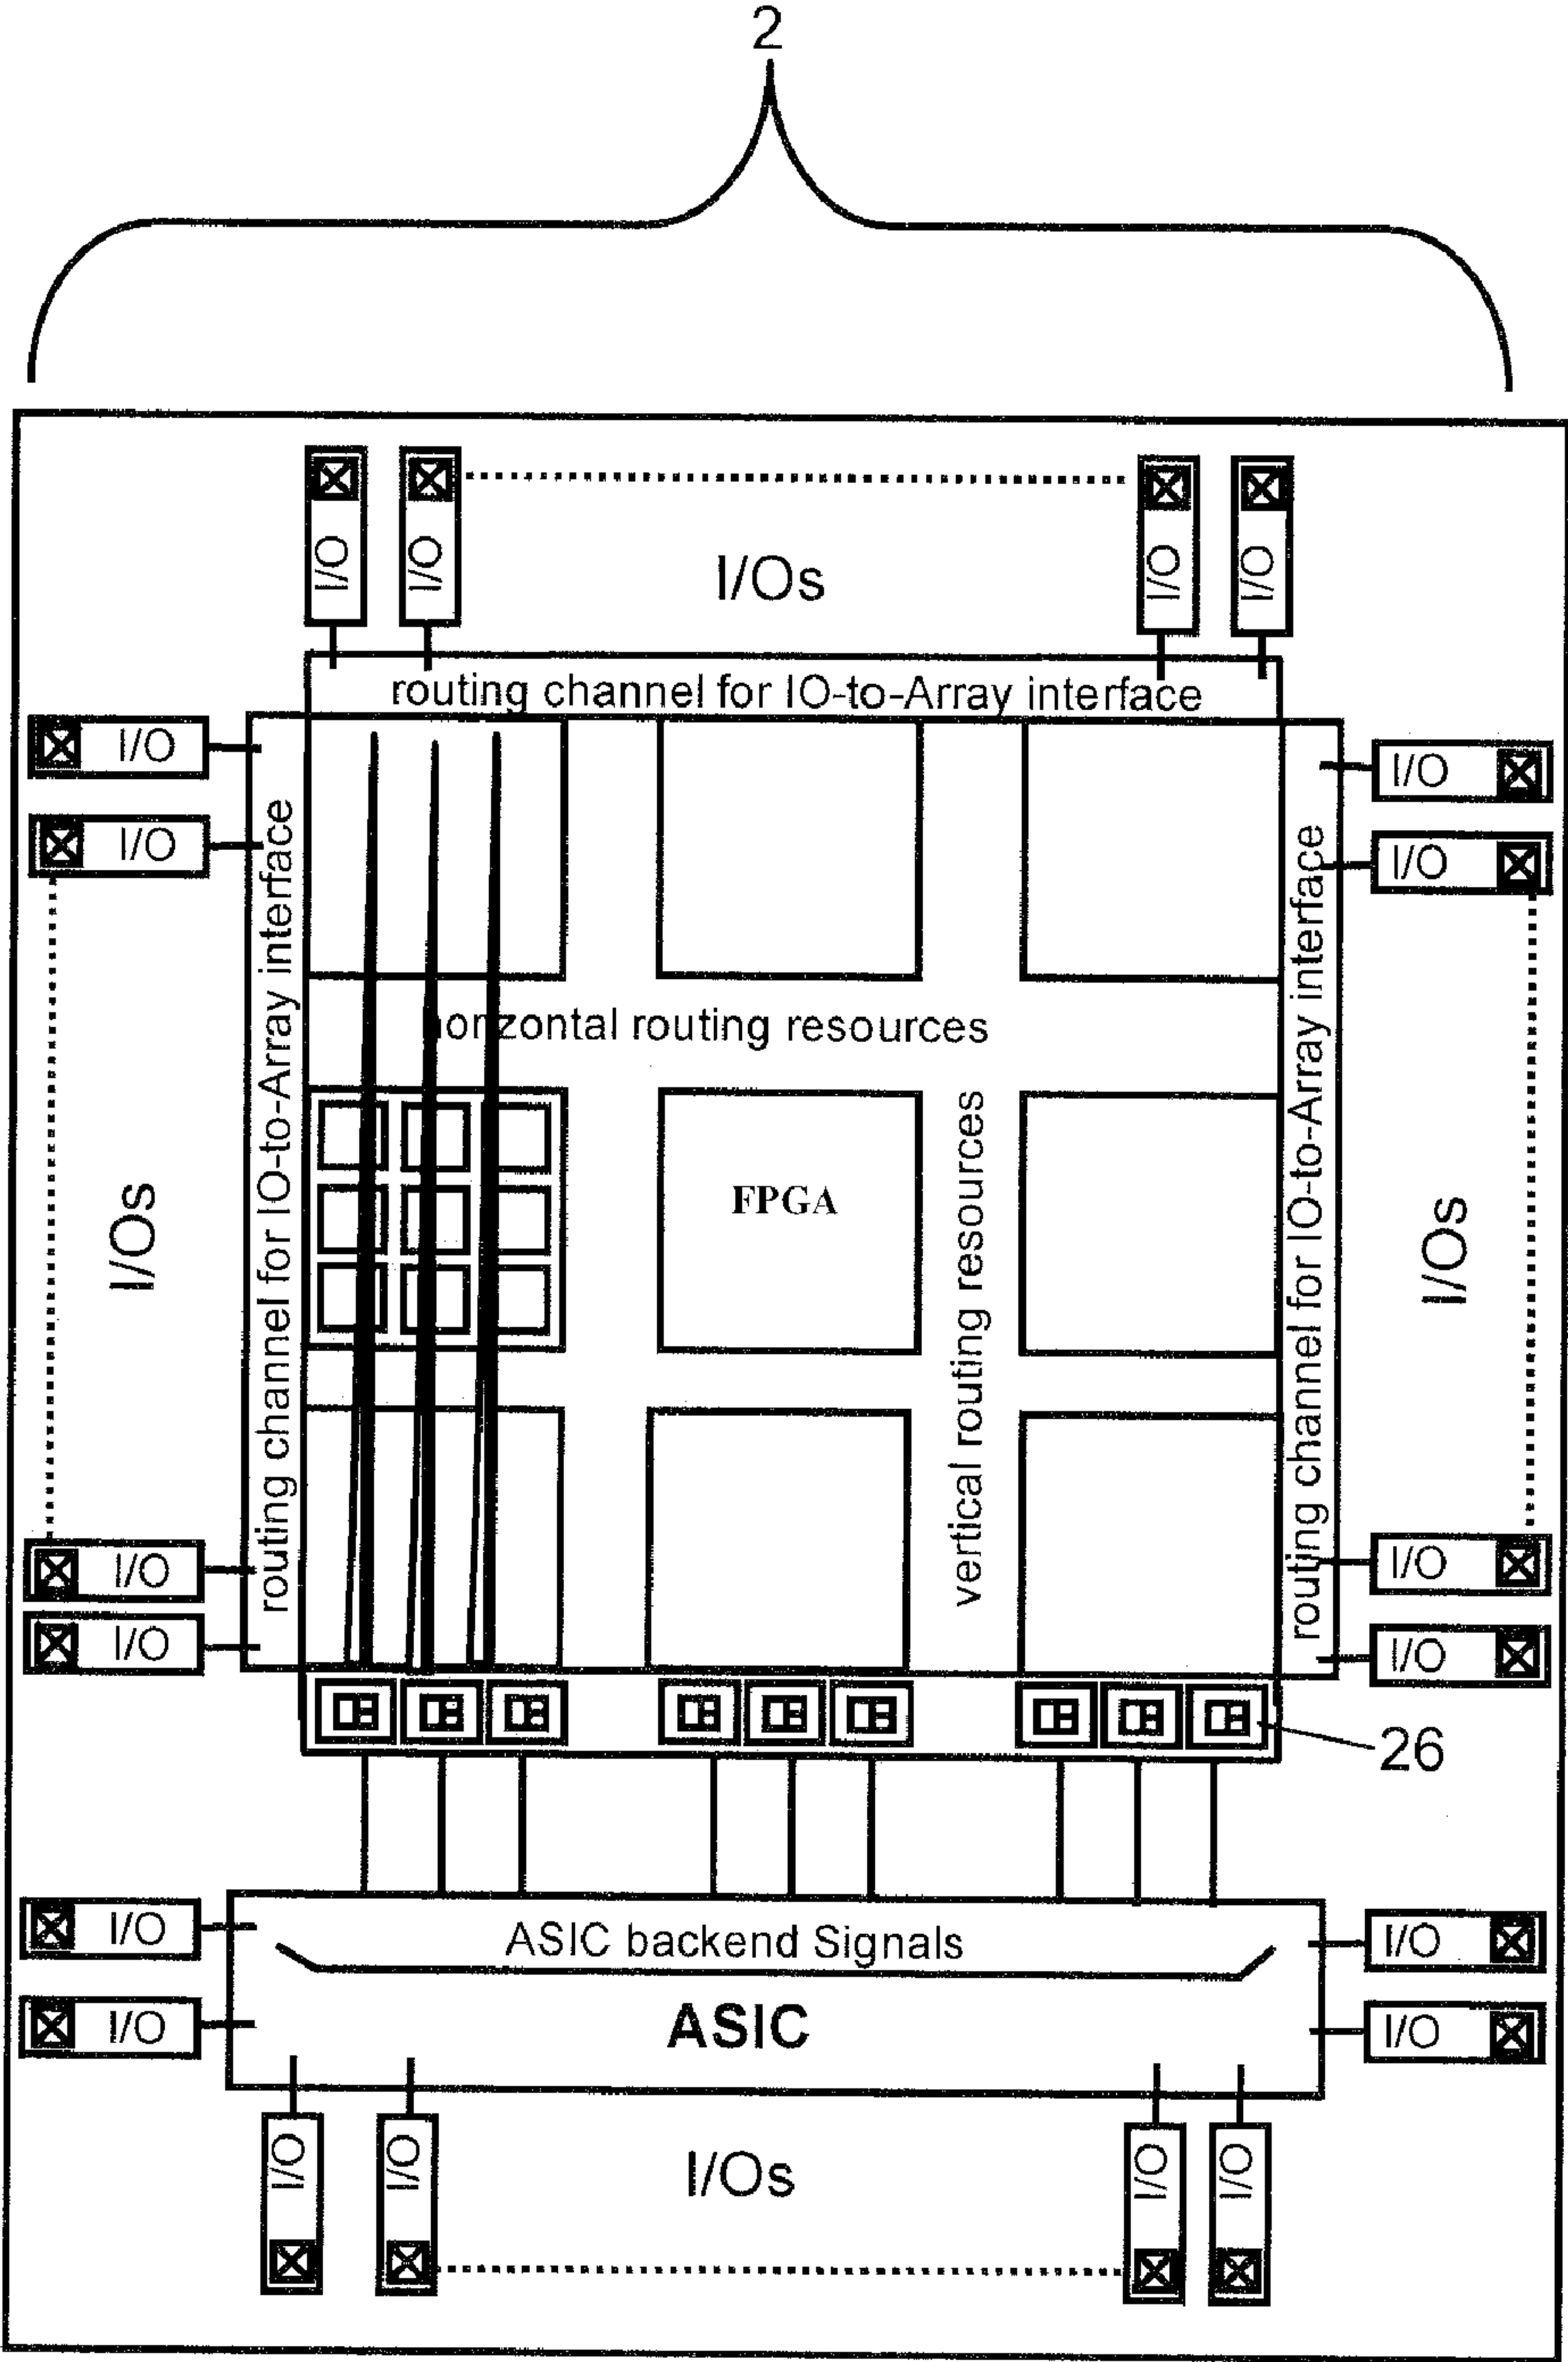 2
I/O
I/O
I/Os
I/O
I/O
routing channel for IO-to-Array interface
I/O
I/O
I/O
I/O
routing channel for IO-to-Array interface
routing channel for IO-to-Array interface
horizontal routing resources
I/Os
FPGA
vertical routing resources
I/Os
I/O
I/O
I/O
I/O
26
I/O
ASIC backend Signals
I/O
I/O
ASIC
I/O
I/O
I/O
I/Os
I/O
I/O